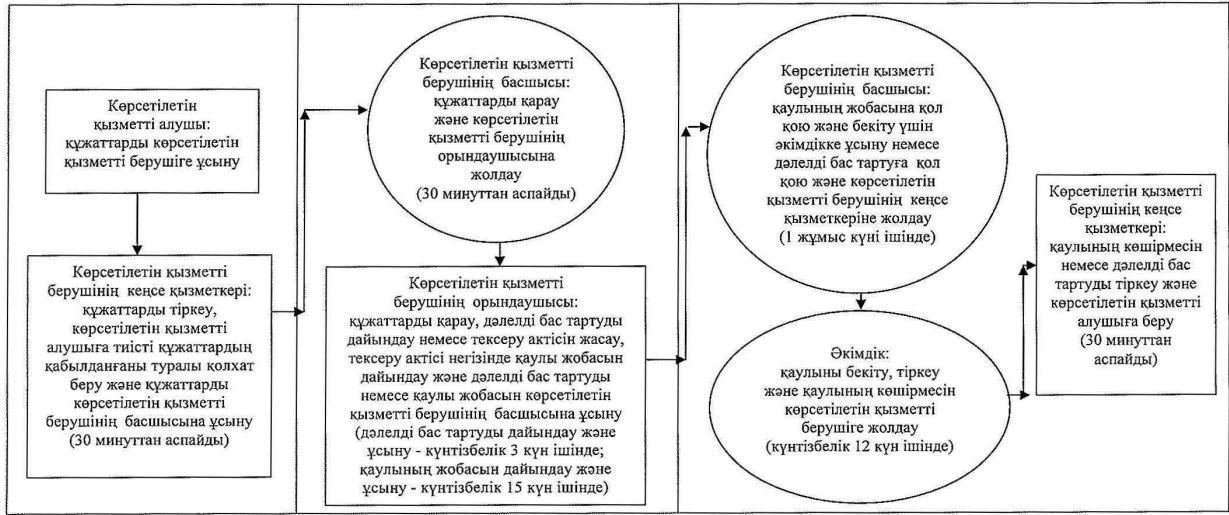 Көрсетілетін
қызметті алушы:
құжаттарды көрсетілетін
қызметті берушіге ұсыну
Көрсетілетін қызметті
берушінің кеңсе қызметкері:
құжаттарды тіркеу,
көрсетілетін қызметті
алушыға тиісті құжаттардың
қабылданғаны туралы қолхат
беру және құжаттарды
көрсетілетін қызметті
берушінің басшысына ұсыну
(30 минуттан аспайды)
Көрсетілетін қызметті
берушінің басшысы:
құжаттарды қарау
және көрсетілетін
қызметті берушінің
орындаушысына
жолдау
(30 минуттан аспайды)
Көрсетілетін қызметті
берушінің орындаушысы:
құжаттарды қарау, дәлелді бас тартуды
дайындау немесе тексеру актісін жасау,
тексеру актісі негізінде қаулы жобасын
дайындау және дәлелді бас тартуды
немесе қаулы жобасын көрсетілетін
қызметті берушінің басшысына ұсыну
(дәлелді бас тартуды дайындау және
ұсыну - күнтізбелік 3 күн ішінде;
қаулының жобасын дайындау және
ұсыну - күнтізбелік 15 күн ішінде)
Көрсетілетін қызметті
берушінің басшысы:
қаулының жобасына қол
қою және бекіту үшін
әкімдікке ұсыну немесе
дәлелді бас тартуға қол
қою және көрсетілетін
қызметті берушінің кеңсе
қызметкеріне жолдау
(1 жұмыс күні ішінде)
Әкімдік:
қаулыны бекіту, тіркеу
және қаулының көшірмесін
көрсетілетін қызметті
берушіге жолдау
(күнтізбелік 12 күн ішінде)
Көрсетілетін қызметті
берушінің кеңсе
қызметкері:
қаулының көшірмесін
немесе дәлелді бас
тартуды тіркеу және
көрсетілетін қызметті
алушыға беру
(30 минуттан
аспайды)